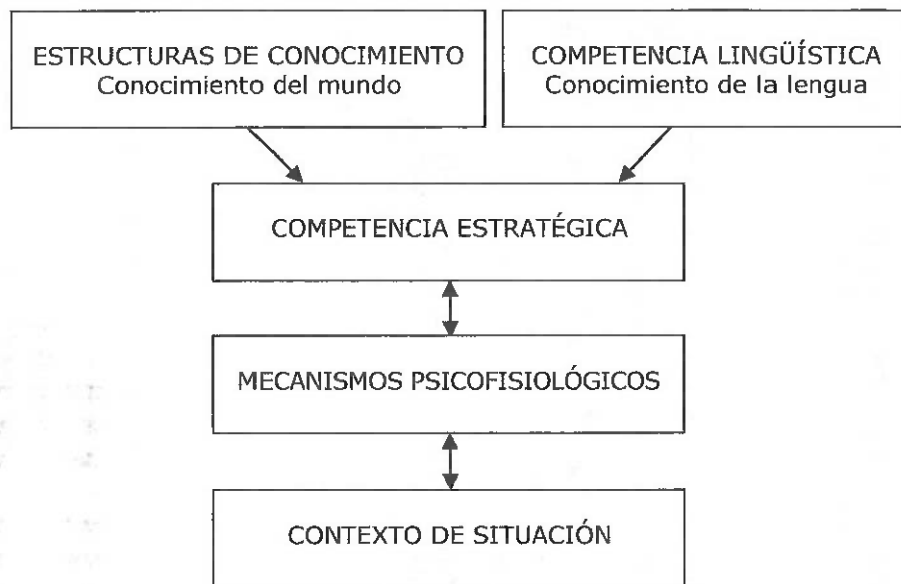 ESTRUCTURAS DE CONOCIMIENTO
Conocimiento del mundo
COMPETENCIA LINGÜÍSTICA
Conocimiento de la lengua
COMPETENCIA ESTRATÉGICA
MECANISMOS PSICOFISIOLÓGICOS
CONTEXTO DE SITUACIÓN